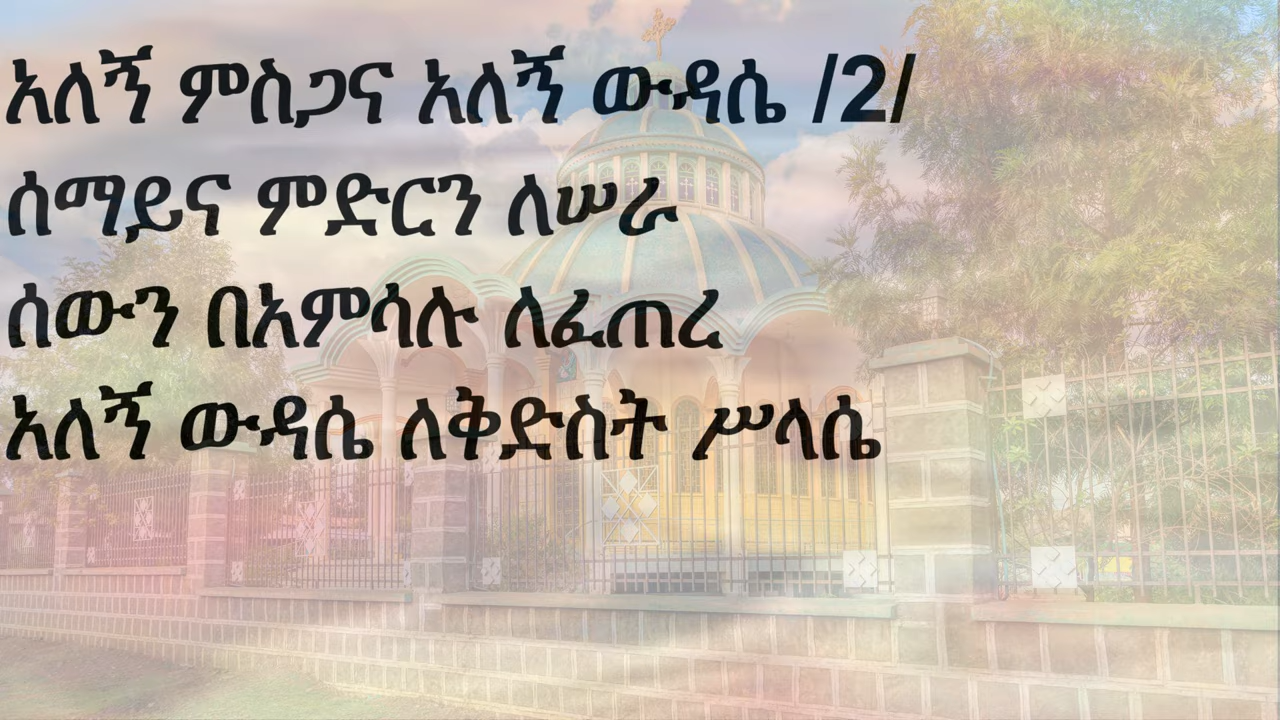 አለኝ ምስጋና አለኝ ውዳሴ /2/
ሰማይና ምድርን ለሠራ
ሰውን በአምሳሉ ለፈጠረ
አለኝ ውዳሴ ለቅድስት ሥላሴ